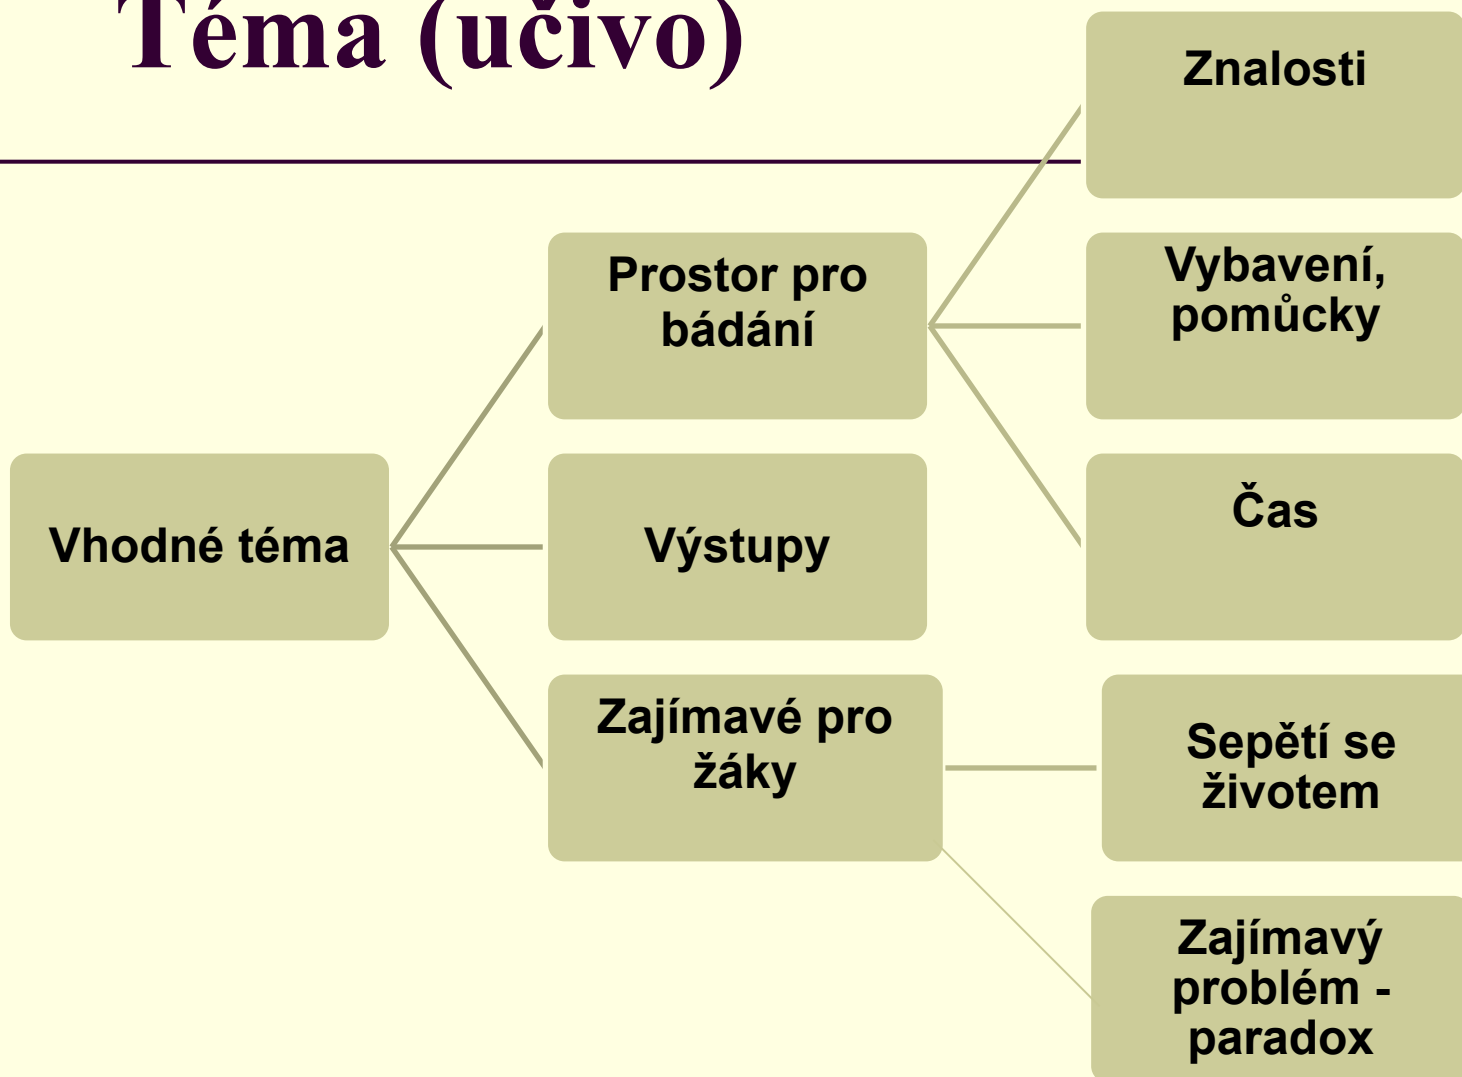 Téma (učivo)
Znalosti
Prostor pro
bádání
Vybavení,
pomůcky
Vhodné téma
Výstupy
Čas
Zajímavé pro
žáky
Sepětí se
životem
Zajímavý
problém -
paradox